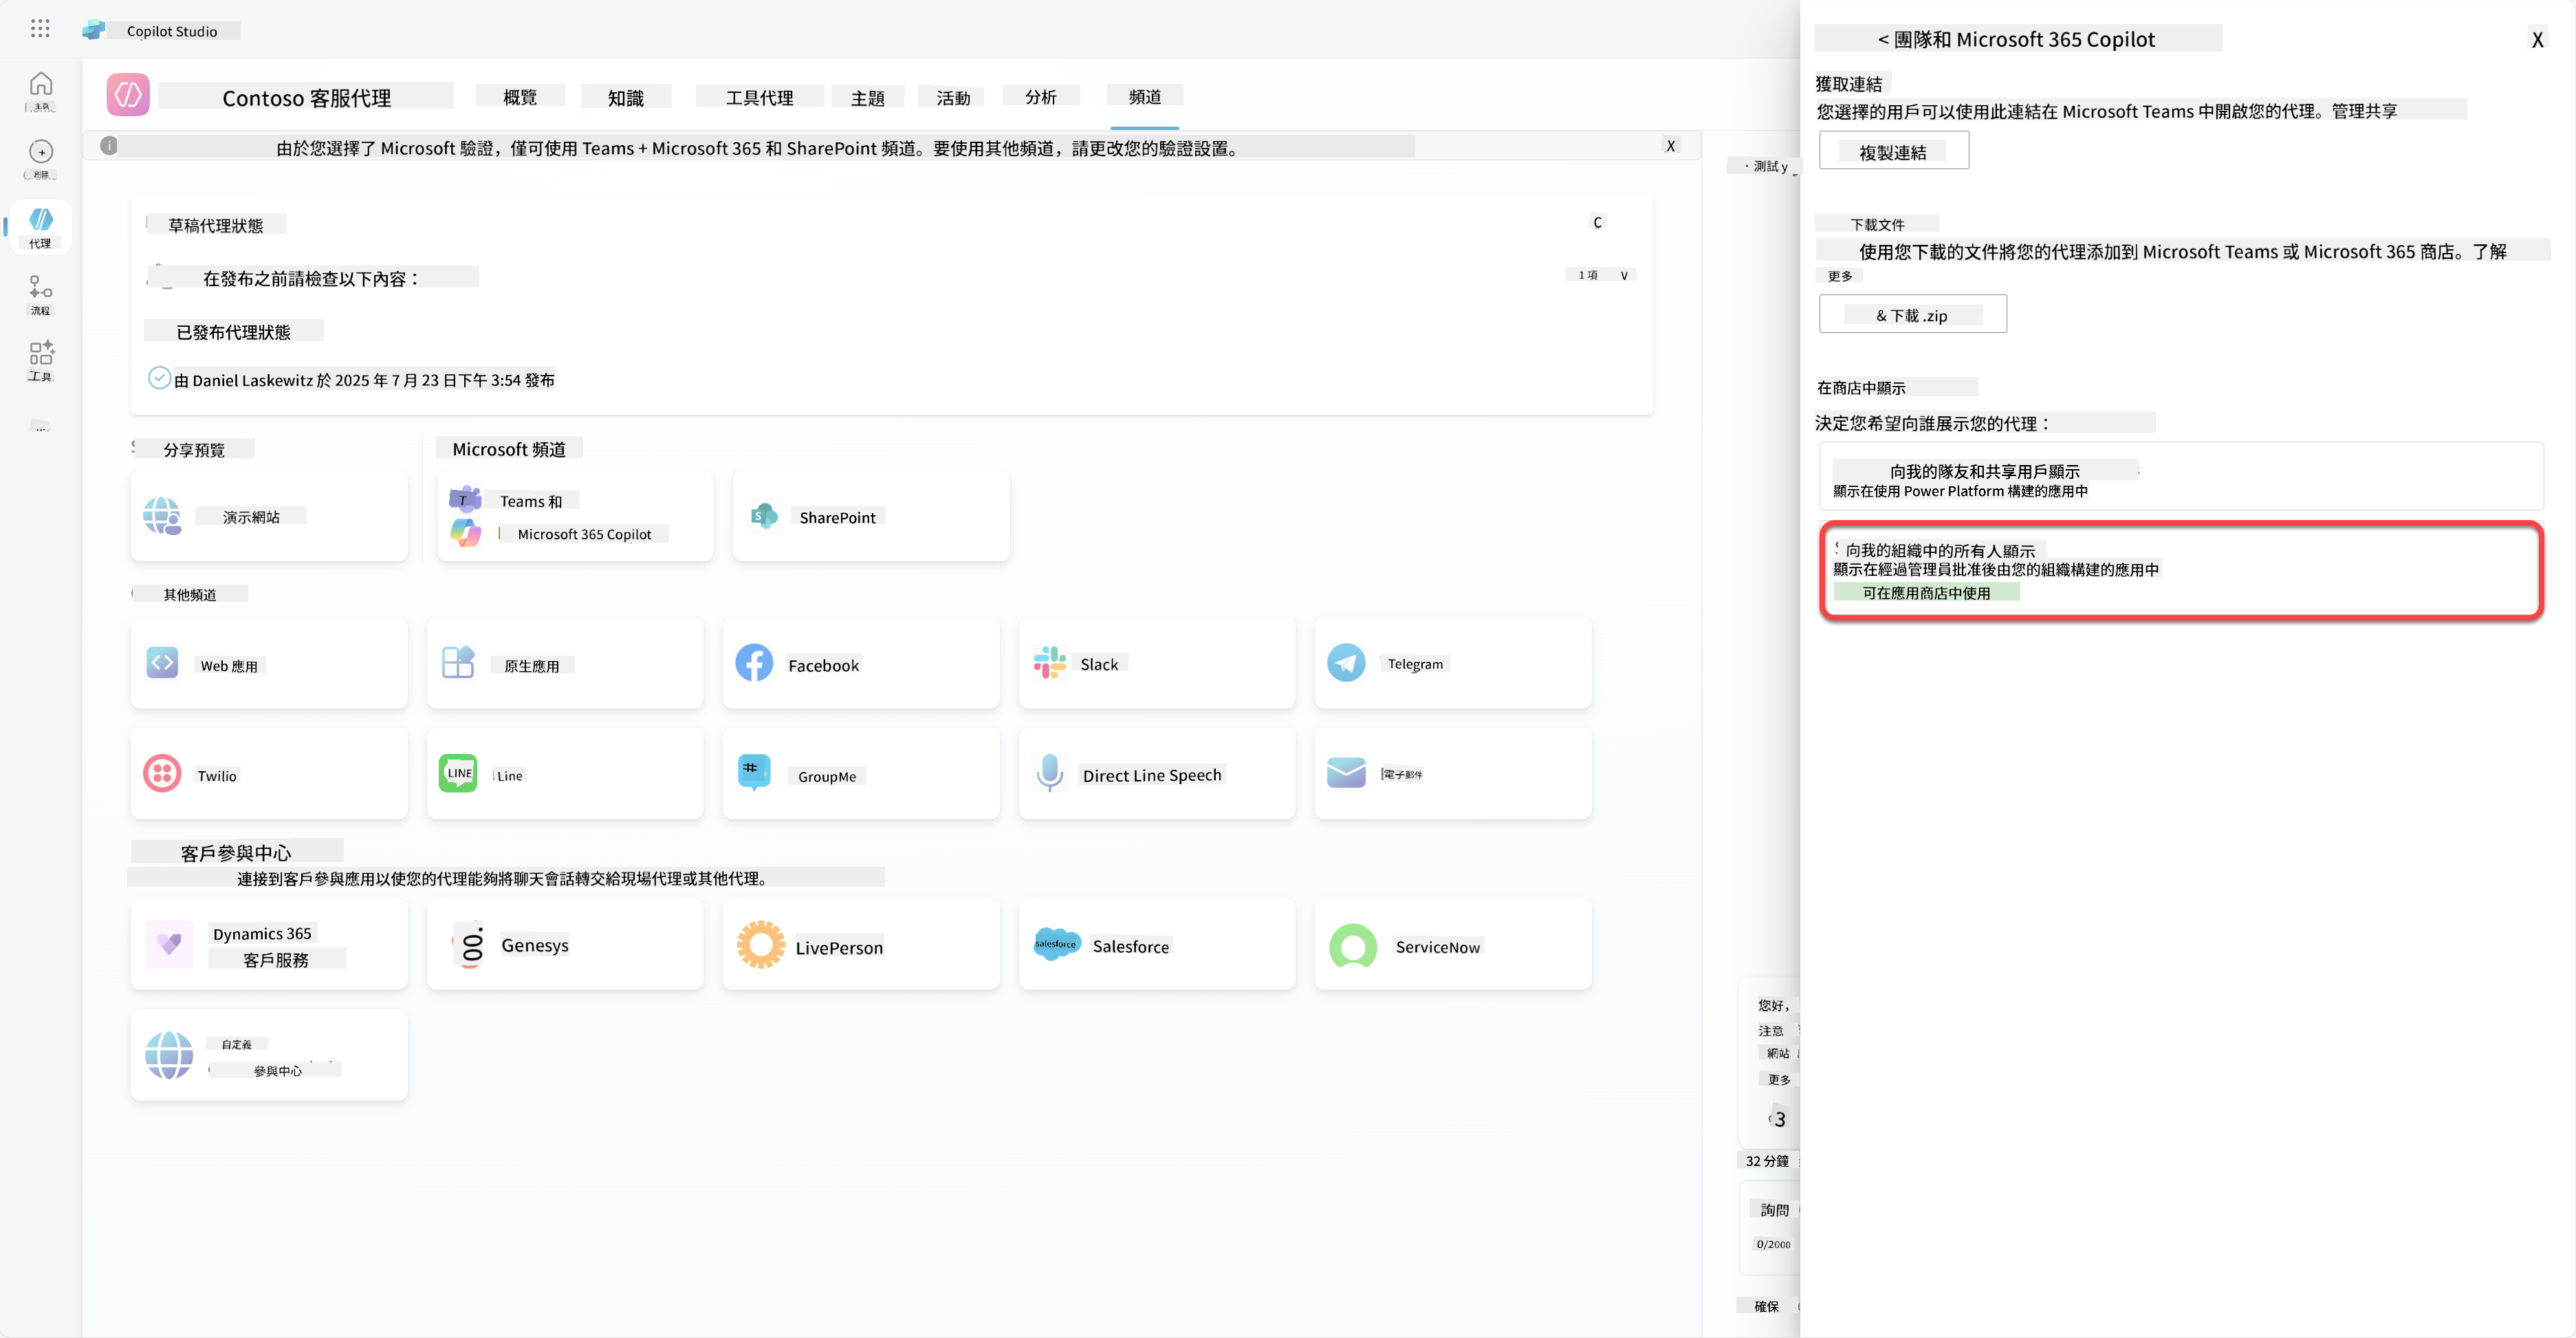 Copilot Studio
< 團隊和 Microsoft 365 Copilot
X
主頁
創建
代理
流程
工具
...
Contoso 客服代理
概覽
知識
工具代理
主題
活動
分析
頻道
由於您選擇了 Microsoft 驗證，僅可使用 Teams + Microsoft 365 和 SharePoint 頻道。要使用其他頻道，請更改您的驗證設置。
X
草稿代理狀態
C
在發布之前請檢查以下內容：
1 項
V
已發布代理狀態
由 Daniel Laskewitz 於 2025 年 7 月 23 日下午 3:54 發布
分享預覽
Microsoft 頻道
演示網站
Teams 和
Microsoft 365 Copilot
SharePoint
其他頻道
Web 應用
原生應用
Facebook
Slack
Telegram
Twilio
LINE
Line
GroupMe
Direct Line Speech
電子郵件
客戶參與中心
連接到客戶參與應用以使您的代理能夠將聊天會話轉交給現場代理或其他代理。
Dynamics 365
客戶服務
Genesys
LivePerson
salesforce
Salesforce
ServiceNow
自定義
參與中心
· 測試 y
您好，
注意
網站
更多
3
32 分鐘
詢問
0/2000
確保
獲取連結
您選擇的用戶可以使用此連結在 Microsoft Teams 中開啟您的代理。管理共享
複製連結
下載文件
使用您下載的文件將您的代理添加到 Microsoft Teams 或 Microsoft 365 商店。了解
更多
& 下載 .zip
在商店中顯示
決定您希望向誰展示您的代理：
向我的隊友和共享用戶顯示
顯示在使用 Power Platform 構建的應用中
向我的組織中的所有人顯示
顯示在經過管理員批准後由您的組織構建的應用中
可在應用商店中使用